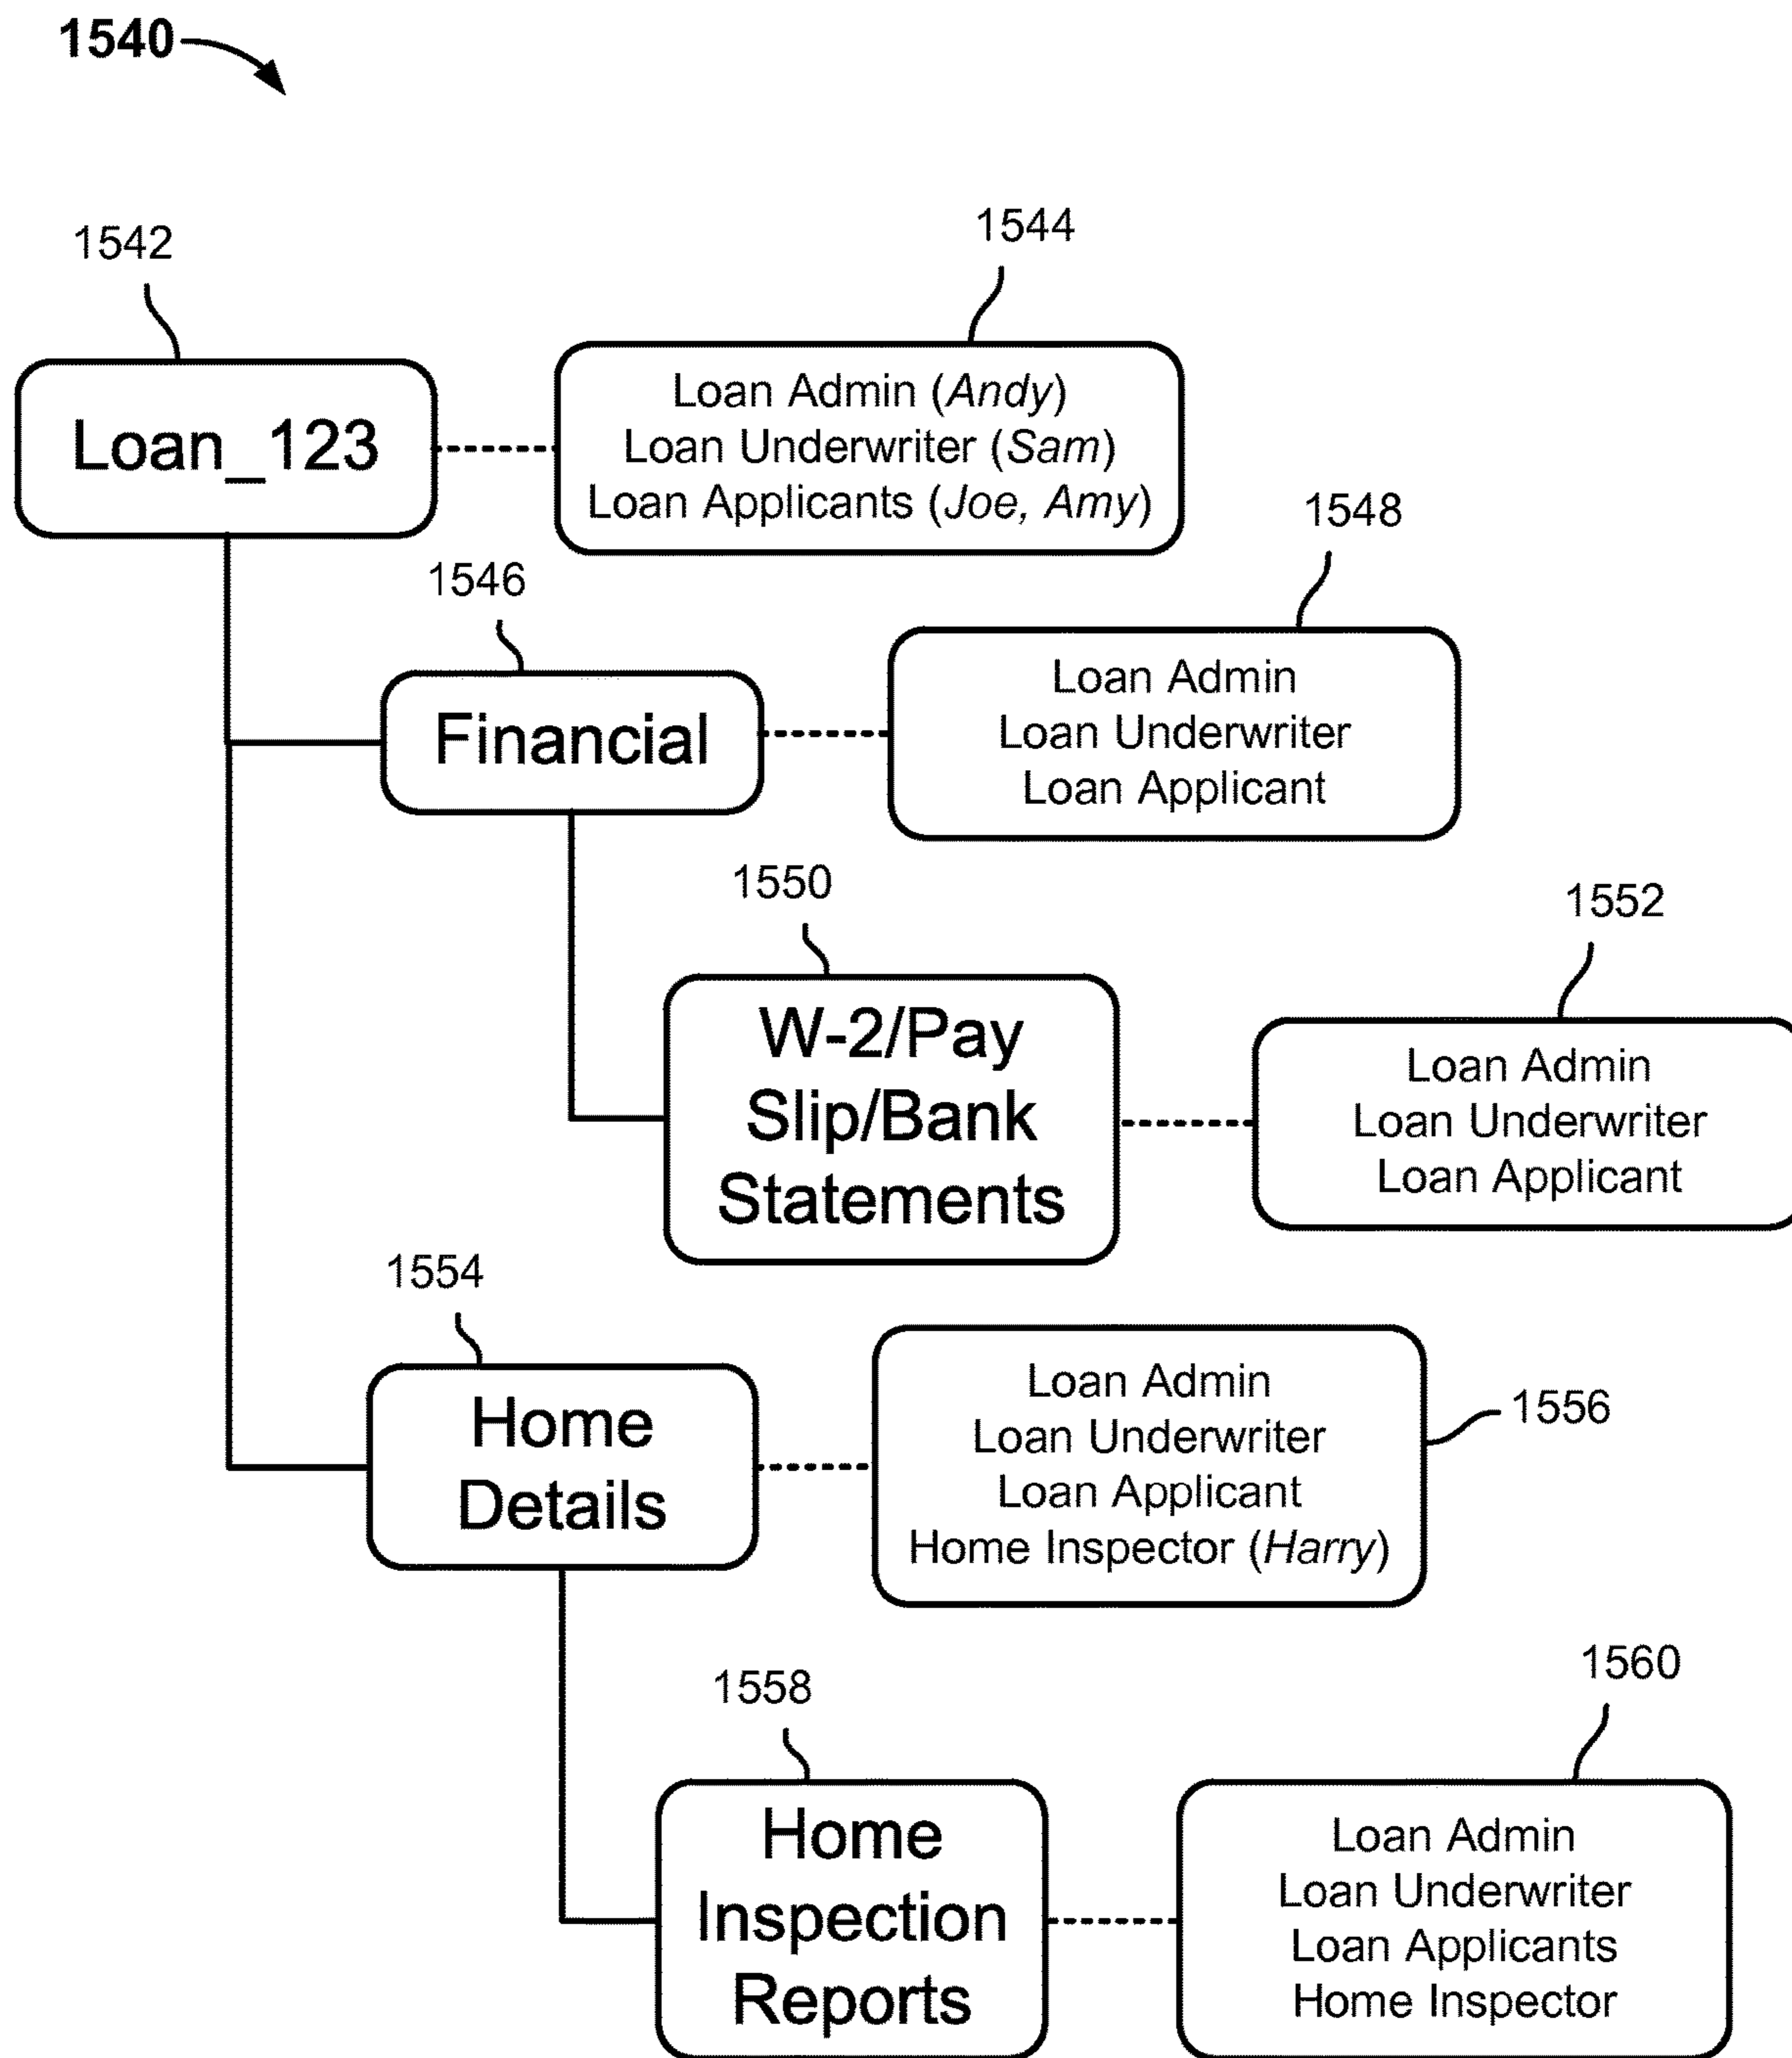 1540
1542
1544
Loan_123
Loan Admin (Andy)
Loan Underwriter (Sam)
Loan Applicants (Joe, Amy)
1546
1548
Financial
Loan Admin
Loan Underwriter
Loan Applicant
1550
1552
W-2/Pay
Slip/Bank
Statements
Loan Admin
Loan Underwriter
Loan Applicant
1554
1556
Home
Details
Loan Admin
Loan Underwriter
Loan Applicant
Home Inspector (Harry)
1558
1560
Home
Inspection
Reports
Loan Admin
Loan Underwriter
Loan Applicants
Home Inspector